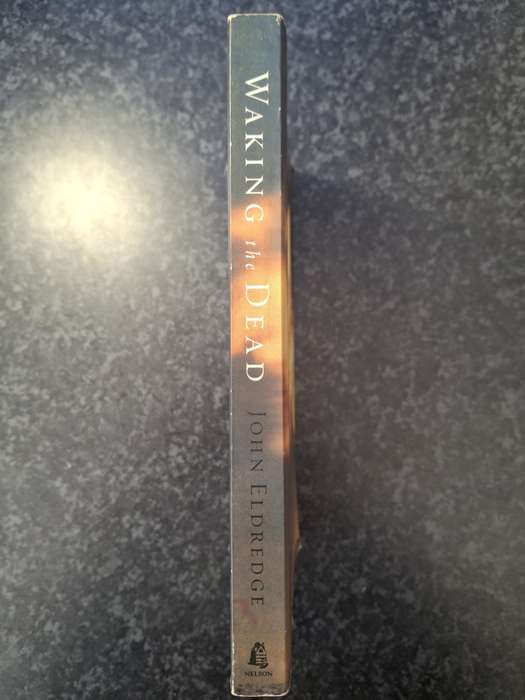 WAKING the DEAD
JOHN ELDREDGE
NELSON